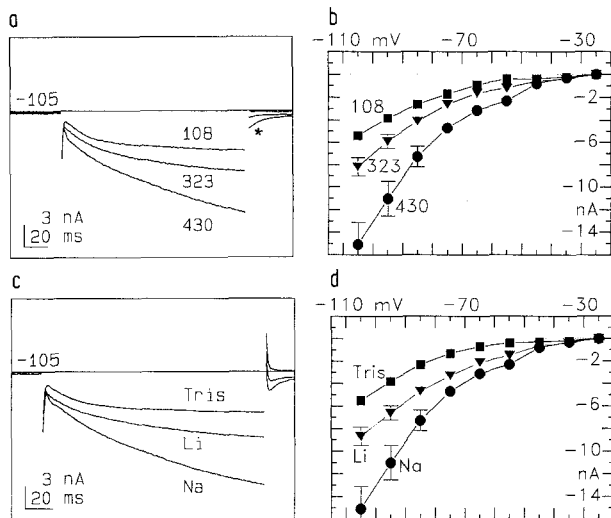 a
-105
108
323
430
*
3 nA
20 ms
b
-110 mV -70 -30
108
323
430
-2
-6
-10
nA
-14
c
-105
Tris
Li
Na
3 nA
20 ms
d
-110 mV -70 -30
Tris
Li
Na
-2
-6
-10
nA
-14